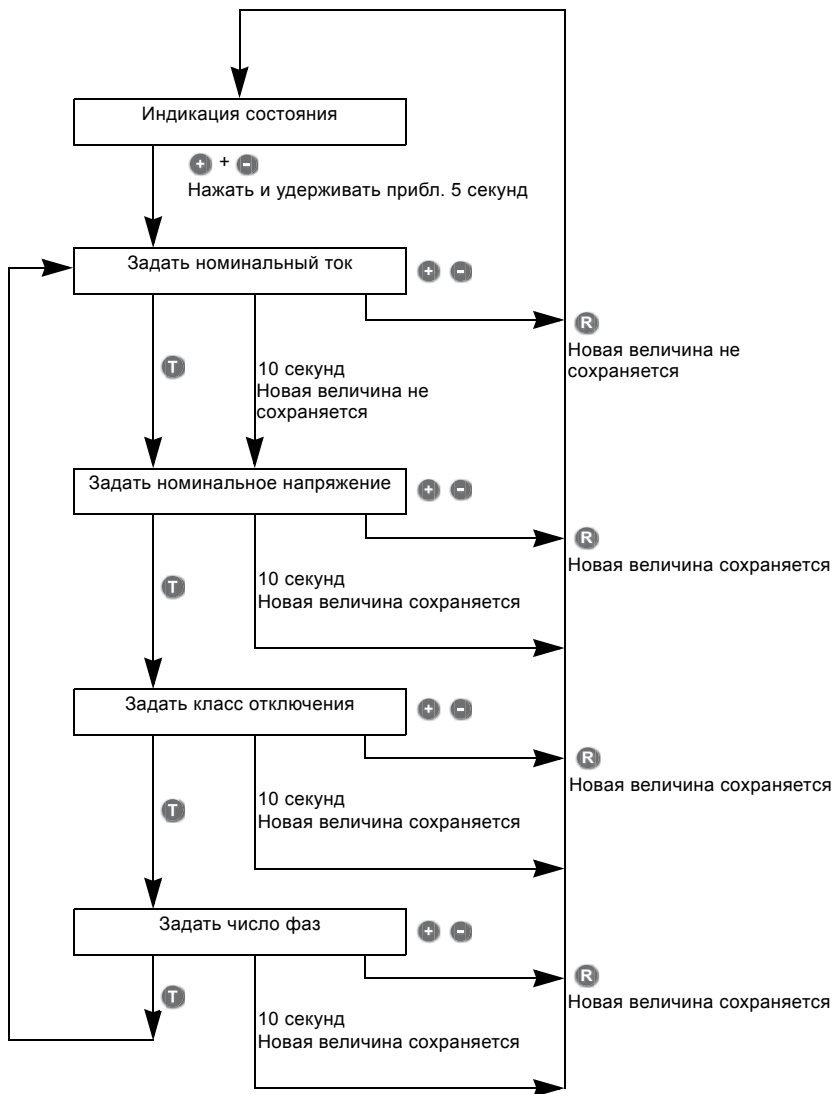 Индикация состояния
+ + -
Нажать и удерживать прибл. 5 секунд
Задать номинальный ток
+ -
R
Новая величина не
сохраняется
T
10 секунд
Новая величина не
сохраняется
Задать номинальное напряжение
+ -
R
Новая величина сохраняется
T
10 секунд
Новая величина сохраняется
Задать класс отключения
+ -
R
Новая величина сохраняется
T
10 секунд
Новая величина сохраняется
Задать число фаз
+ -
R
Новая величина сохраняется
T
10 секунд
Новая величина сохраняется